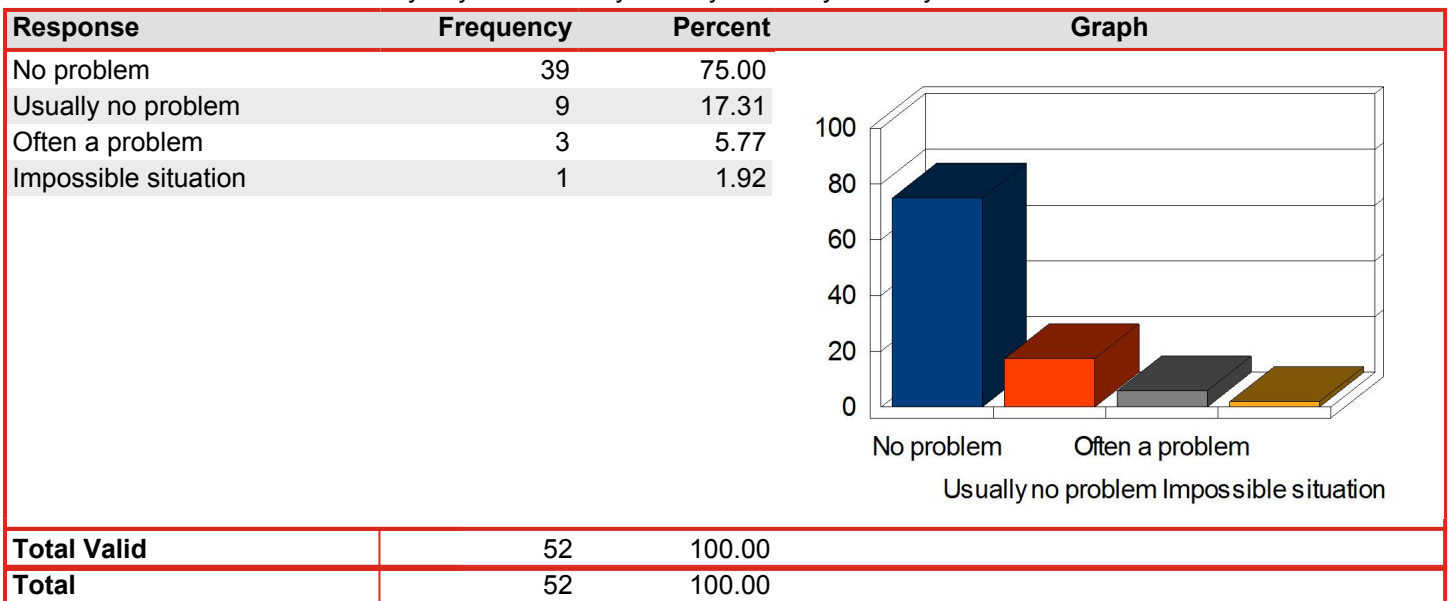 Response Frequency Percent Graph
No problem 39 75.00
Usually no problem 9 17.31
Often a problem 3 5.77
Impossible situation 1 1.92
100
80
60
40
20
0
No problem Often a problem
Usually no problem Impossible situation
Total Valid 52 100.00
Total 52 100.00